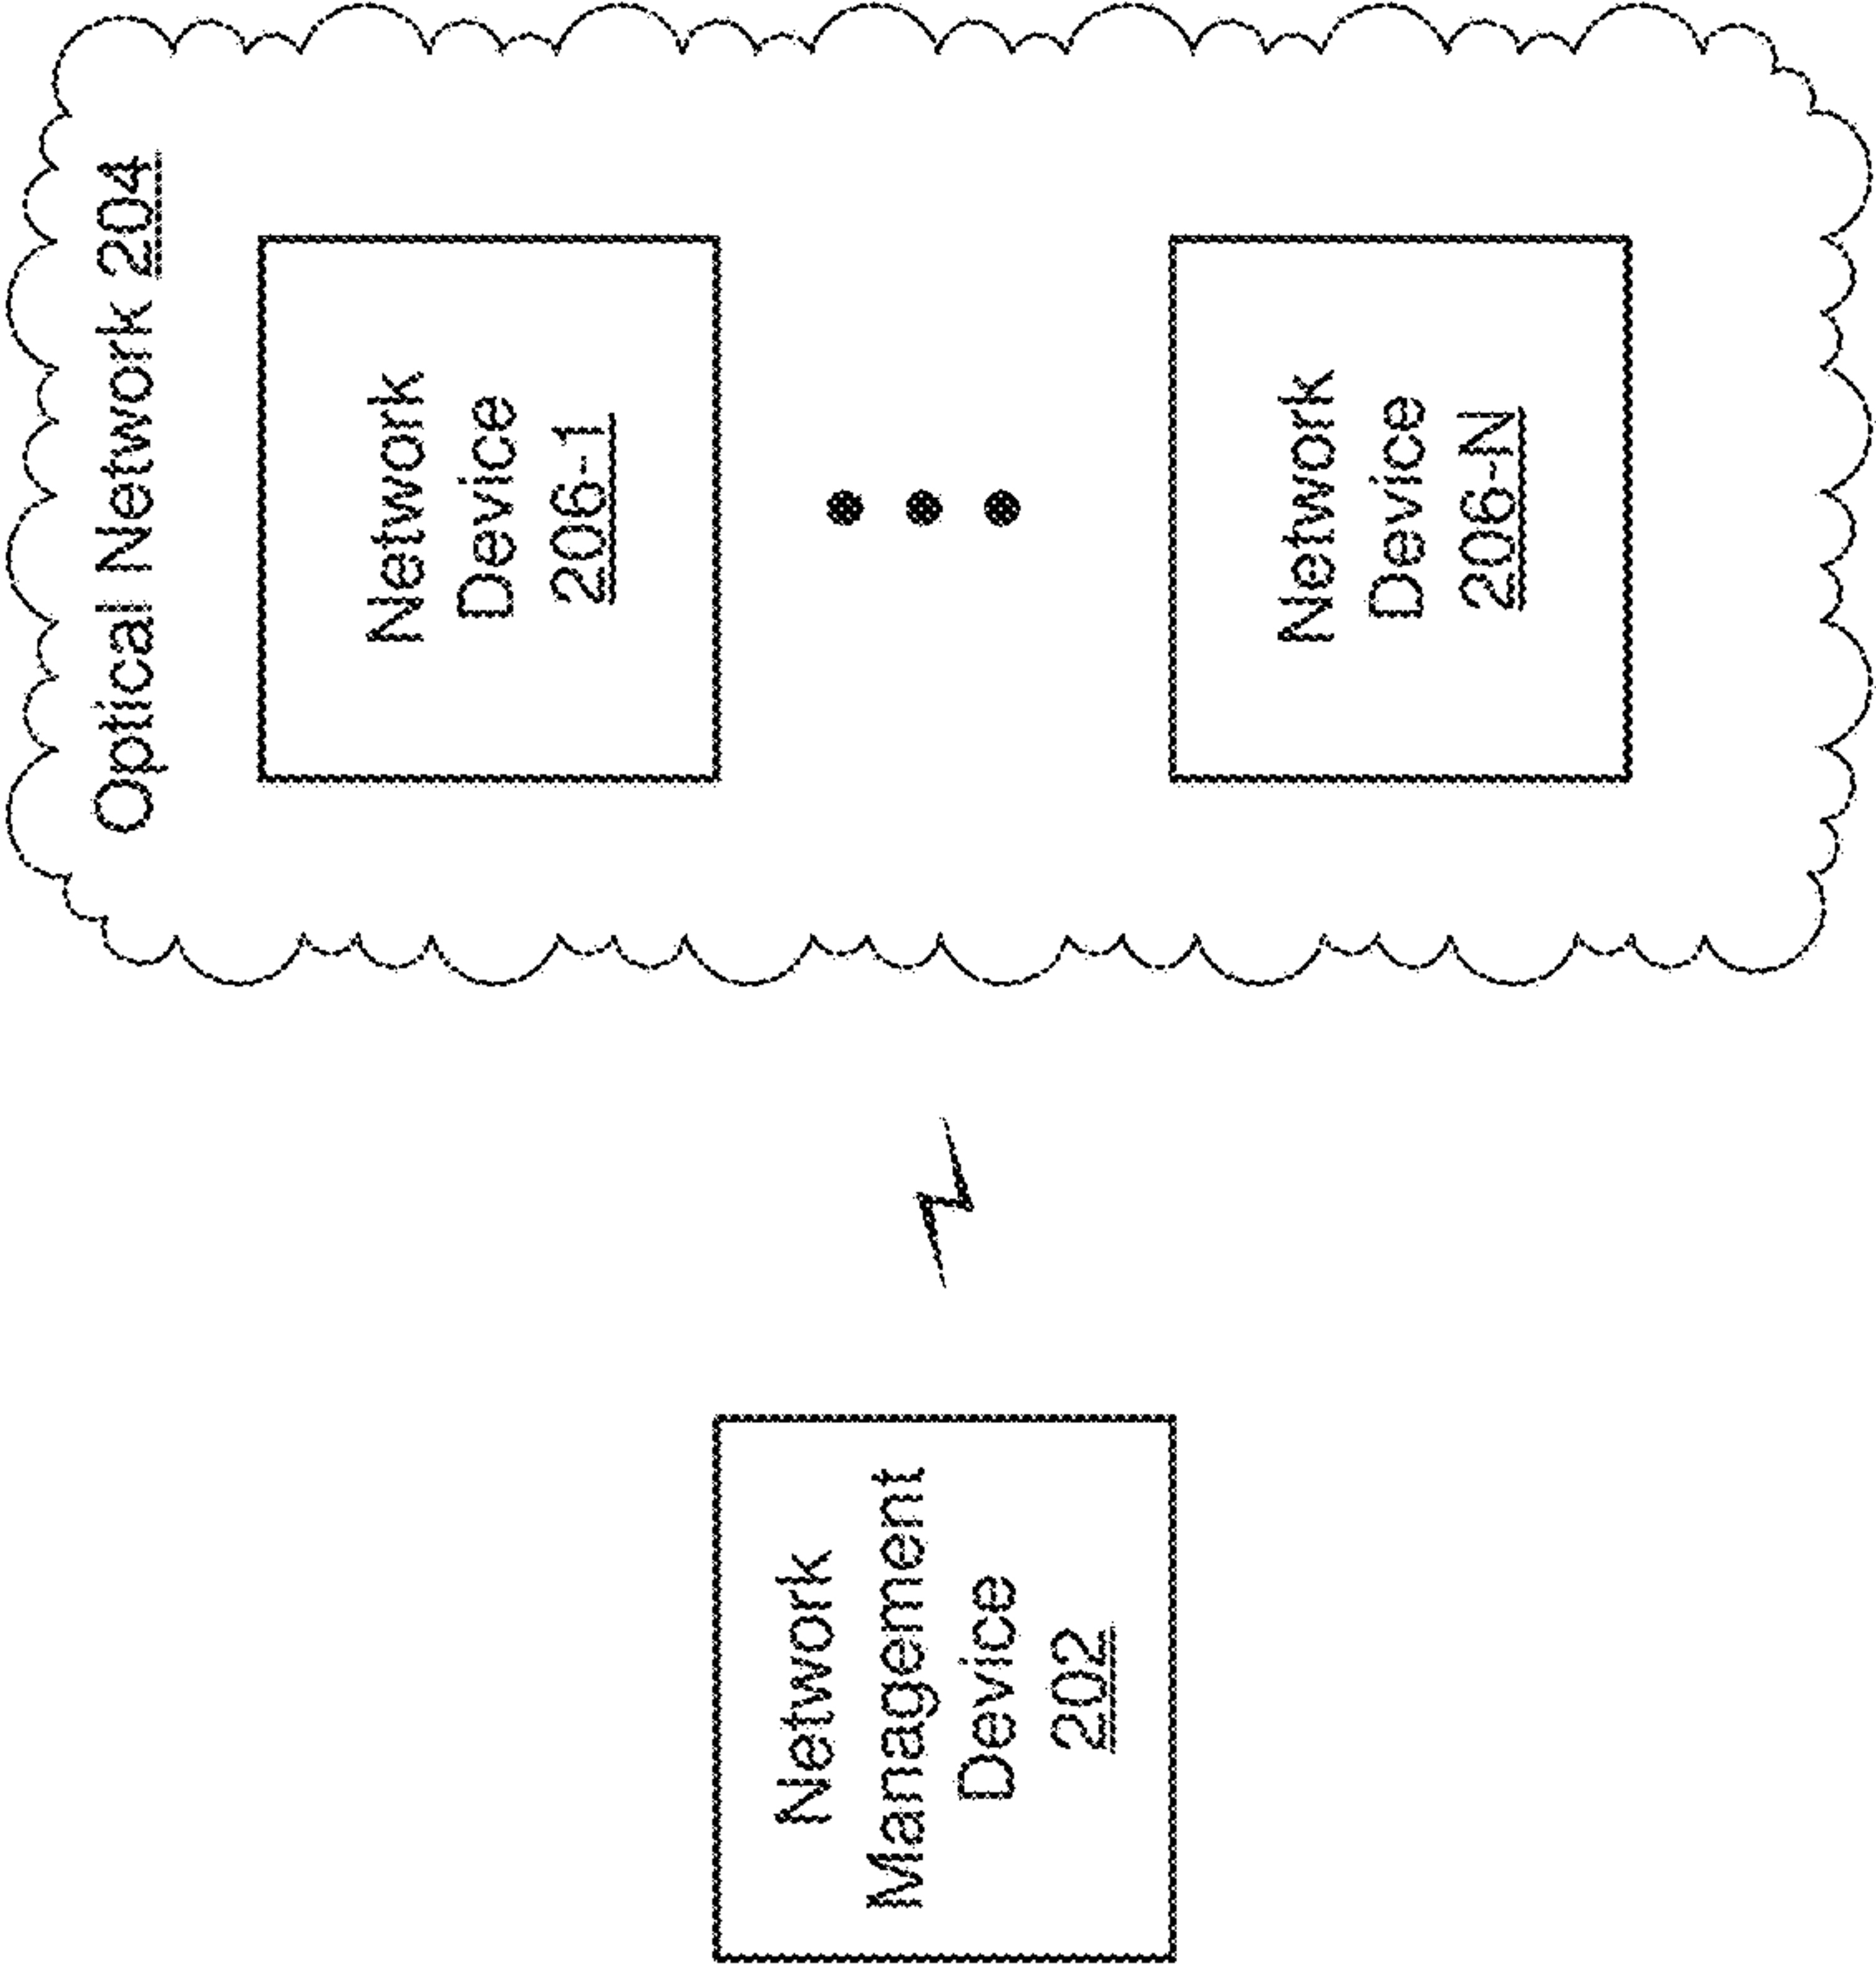 Optical Network 204
Network
Device
206-1
Network
Device
206-N
Network
Management
Device
202